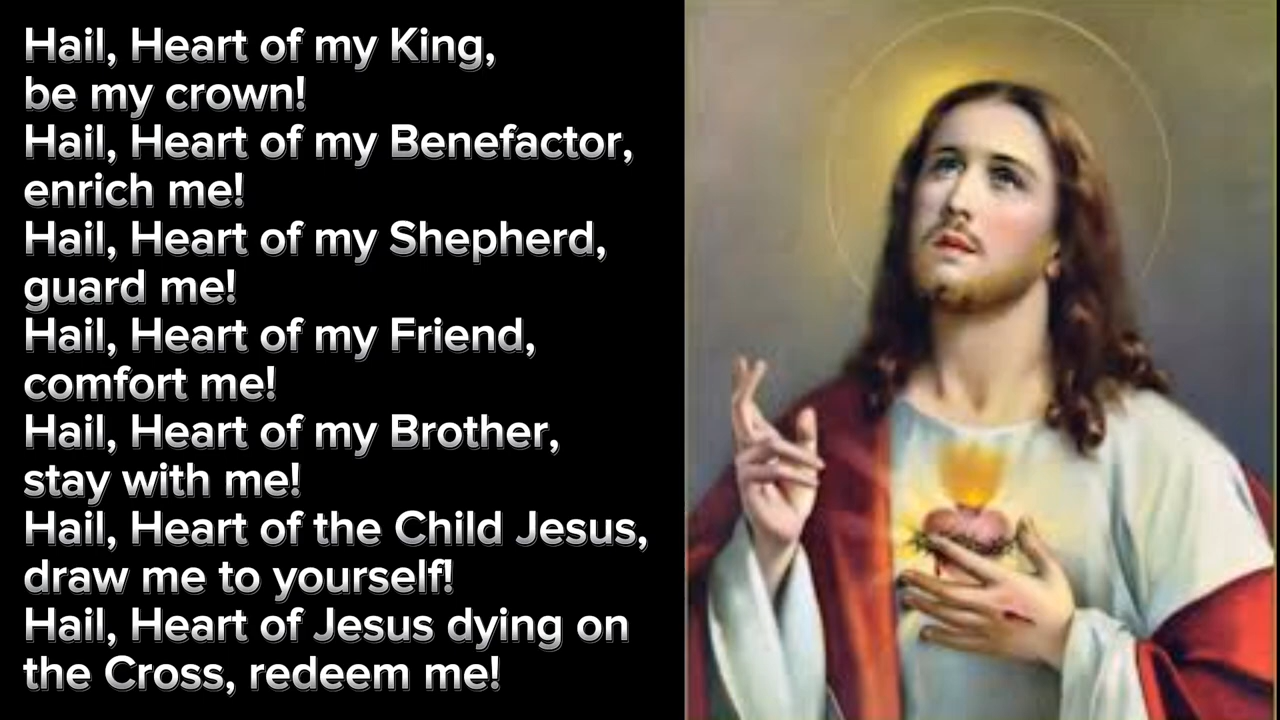 Hail, Heart of my King,
be my crown!
Hail, Heart of my Benefactor,
enrich me!
Hail, Heart of my Shepherd,
guard me!
Hail, Heart of my Friend,
comfort me!
Hail, Heart of my Brother,
stay with me!
Hail, Heart of the Child Jesus,
draw me to yourself!
Hail, Heart of Jesus dying on
the Cross, redeem me!